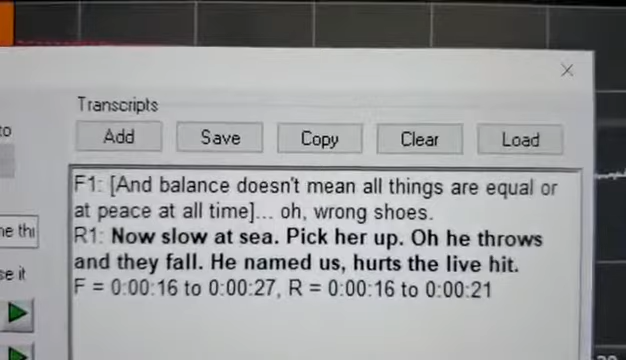 Transcripts
Add Save Copy Clear Load
F1: [And balance doesn't mean all things are equal or
at peace at all time]... oh, wrong shoes.
R1: Now slow at sea. Pick her up. Oh he throws
and they fall. He named us, hurts the live hit.
F = 0:00:16 to 0:00:27, R = 0:00:16 to 0:00:21
to
se it